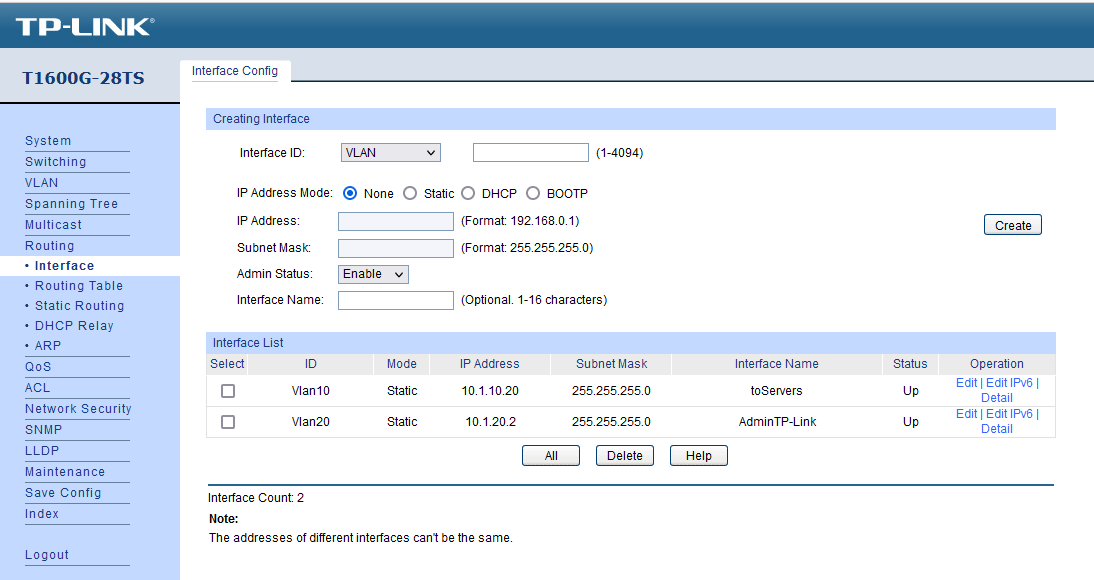 TP-LINK®
T1600G-28TS
Interface Config
System
Switching
VLAN
Spanning Tree
Multicast
Routing
• Interface
• Routing Table
• Static Routing
• DHCP Relay
• ARP
QoS
ACL
Network Security
SNMP
LLDP
Maintenance
Save Config
Index
Logout
Creating Interface
Interface ID: VLAN (1-4094)
IP Address Mode: None Static DHCP BOOTP
IP Address: (Format: 192.168.0.1)
Create
Subnet Mask: (Format: 255.255.255.0)
Admin Status: Enable
Interface Name: (Optional. 1-16 characters)
Interface List
Select ID Mode IP Address Subnet Mask Interface Name Status Operation
Vlan10 Static 10.1.10.20 255.255.255.0 toServers Up Edit | Edit IPv6 |
Detail
Vlan20 Static 10.1.20.2 255.255.255.0 AdminTP-Link Up Edit | Edit IPv6 |
Detail
All Delete Help
Interface Count: 2
Note:
The addresses of different interfaces can't be the same.